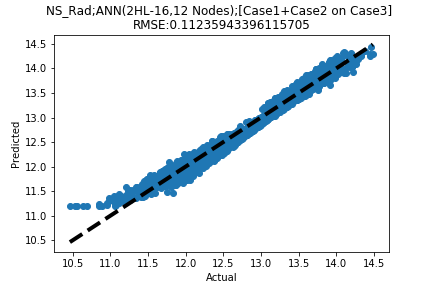 NS_Rad;ANN(2HL-16,12 Nodes);[Case1+Case2 on Case3]
RMSE:0.11235943396115705
14.5
14.0
13.5
13.0
12.5
12.0
11.5
11.0
10.5
Predicted
10.5 11.0 11.5 12.0 12.5 13.0 13.5 14.0 14.5
Actual